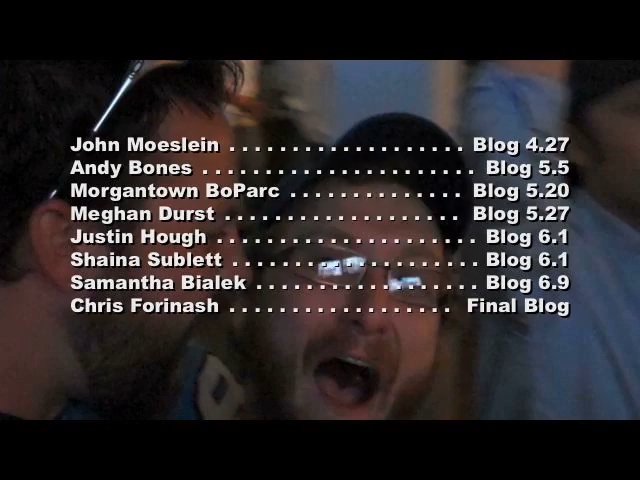 John Moeslein . . . . . . . . . . . . . . . . . . . Blog 4.27
Andy Bones . . . . . . . . . . . . . . . . . . . . . . Blog 5.5
Morgantown BoParc . . . . . . . . . . . . . . Blog 5.20
Meghan Durst . . . . . . . . . . . . . . . . . . . Blog 5.27
Justin Hough . . . . . . . . . . . . . . . . . . . . . Blog 6.1
Shaina Sublett . . . . . . . . . . . . . . . . . . . . Blog 6.1
Samantha Bialek . . . . . . . . . . . . . . . . . . Blog 6.9
Chris Forinash . . . . . . . . . . . . . . . . . . Final Blog